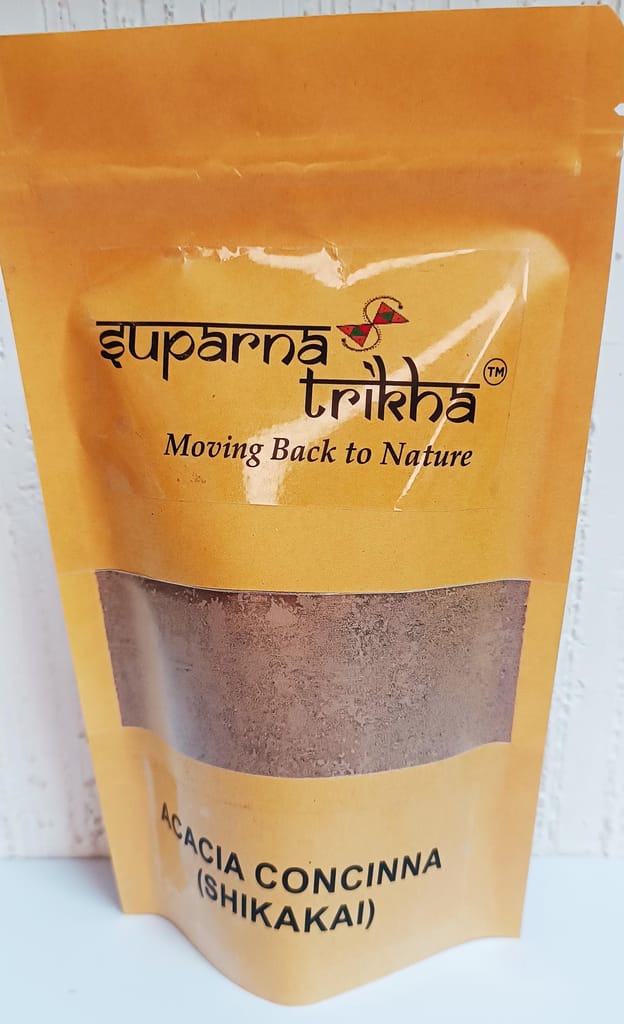 suparna
trikha TM
Moving Back to Nature
ACACIA CONCINNA
(SHIKAKAI)